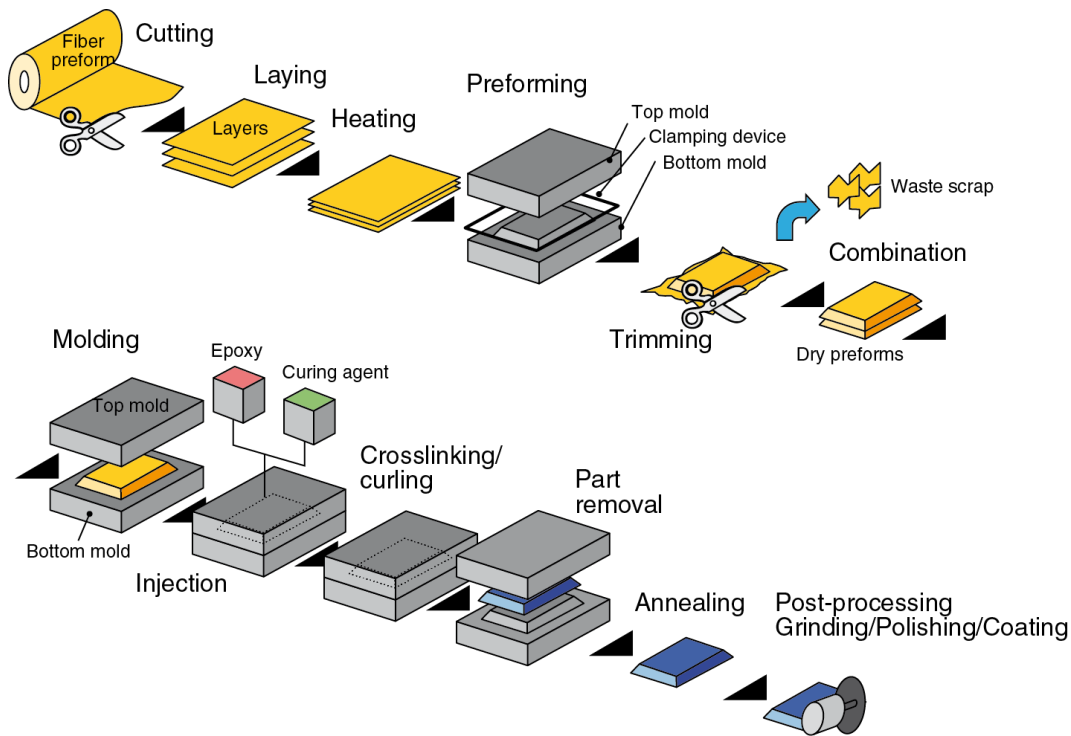 Cutting
Fiber
preform
Laying
Layers
Heating
Preforming
Top mold
Clamping device
Bottom mold
Waste scrap
Trimming
Combination
Dry preforms
Molding
Top mold
Bottom mold
Epoxy
Curing agent
Injection
Crosslinking/
curling
Part
removal
Annealing
Post-processing
Grinding/Polishing/Coating